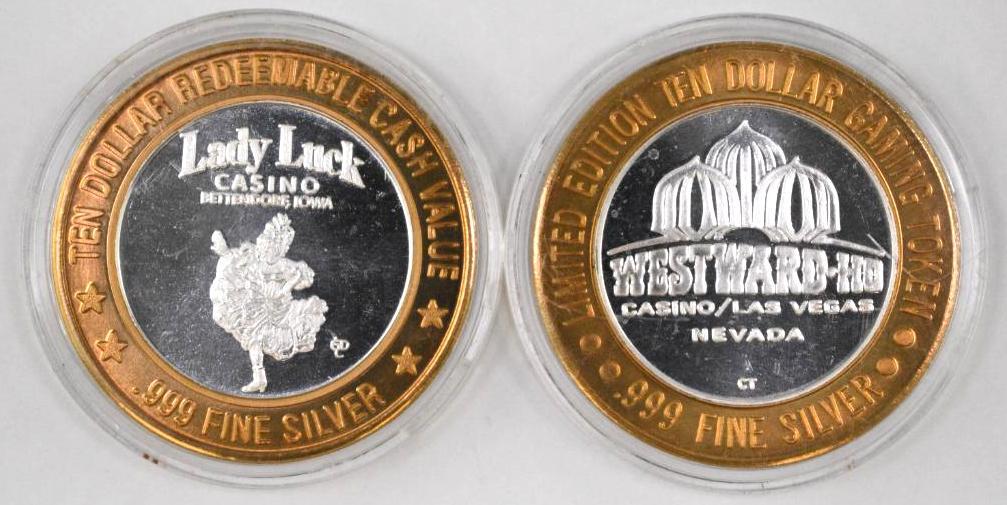 TEN DOLLAR REDEEMABLE CASH VALUE
Lady Luck
CASINO
BETTENDORF, IOWA
.999 FINE SILVER
LIMITED EDITION TEN DOLLAR GAMING TOKEN
WESTWARD-HO
CASINO/LAS VEGAS
NEVADA
CT
.999 FINE SILVER